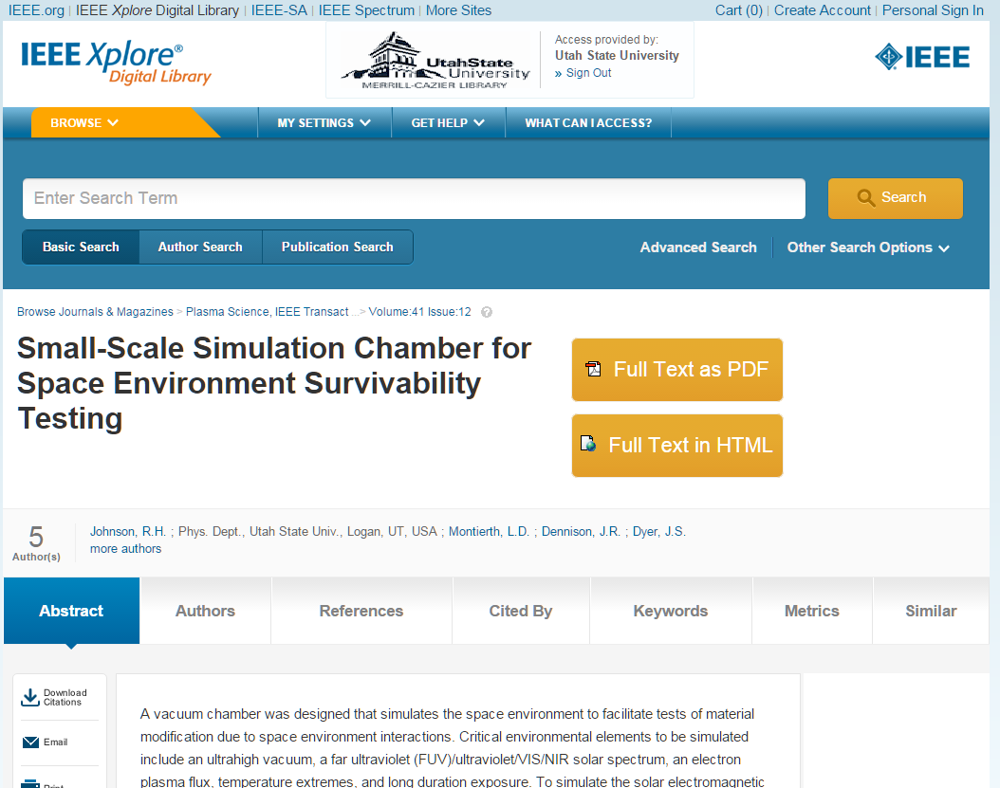 IEEE.org | IEEE Xplore Digital Library | IEEE-SA | IEEE Spectrum | More Sites
Cart (0) | Create Account | Personal Sign In
IEEE Xplore®
Digital Library
UtahState
University
MERRILL-CAZIER LIBRARY
Access provided by:
Utah State University
» Sign Out
IEEE
BROWSE
MY SETTINGS
GET HELP
WHAT CAN I ACCESS?
Enter Search Term
Search
Basic Search
Author Search
Publication Search
Advanced Search
Other Search Options
Browse Journals & Magazines > Plasma Science, IEEE Transact ...> Volume:41 Issue:12 ?
Small-Scale Simulation Chamber for
Space Environment Survivability
Testing
Full Text as PDF
Full Text in HTML
5
Author(s)
Johnson, R.H. ; Phys. Dept., Utah State Univ., Logan, UT, USA ; Montierth, L.D. ; Dennison, J.R. ; Dyer, J.S.
more authors
Abstract
Authors
References
Cited By
Keywords
Metrics
Similar
Download
Citations
Email
Print
A vacuum chamber was designed that simulates the space environment to facilitate tests of material
modification due to space environment interactions. Critical environmental elements to be simulated
include an ultrahigh vacuum, a far ultraviolet (FUV)/ultraviolet/VIS/NIR solar spectrum, an electron
plasma flux, temperature extremes, and long duration exposure. To simulate the solar electromagnetic